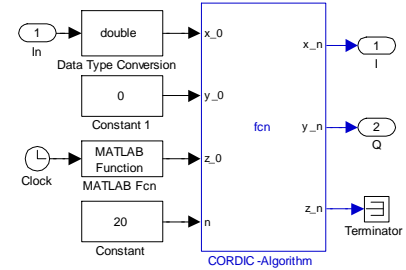 1
In
double
Data Type Conversion
x_0
x_n
1
I
0
Constant 1
y_0
fcn
y_n
2
Q
Clock
MATLAB
Function
MATLAB Fcn
z_0
z_n
Terminator
20
Constant
n
CORDIC -Algorithm